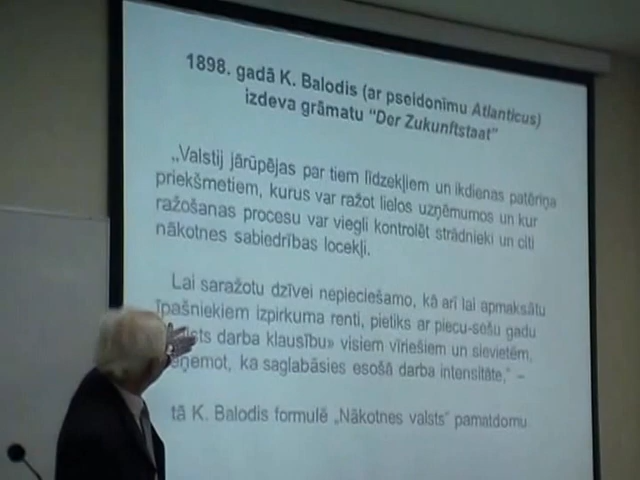 1898. gadā K. Balodis (ar pseidonīmu Atlanticus)
izdeva grāmatu "Der Zukunftstaat"
„Valstij jārūpējas par tiem līdzekļiem un ikdienas patēriņa
priekšmetiem, kurus var ražot lielos uzņēmumos un kur
ražošanas procesu var viegli kontrolēt strādnieki un citi
nākotnes sabiedrības locekļi.
Lai saražotu dzīvei nepieciešamo, kā arī lai apmaksātu
īpašniekiem izpirkuma renti, pietiks ar piecu-sešu gadu
darba klausību» visiem vīriešiem un sievietēm,
ka saglabāsies esošā darba intensitāte," –
tā K. Balodis formulē „Nākotnes valsts" pamatdomu